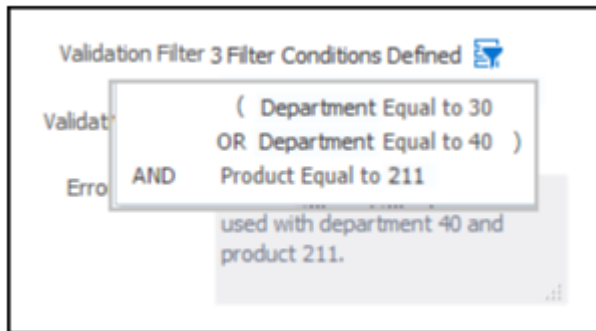 Validation Filter 3 Filter Conditions Defined
( Department Equal to 30
Validat
OR Department Equal to 40 )
AND Product Equal to 211
Erro
used with department 40 and
product 211.